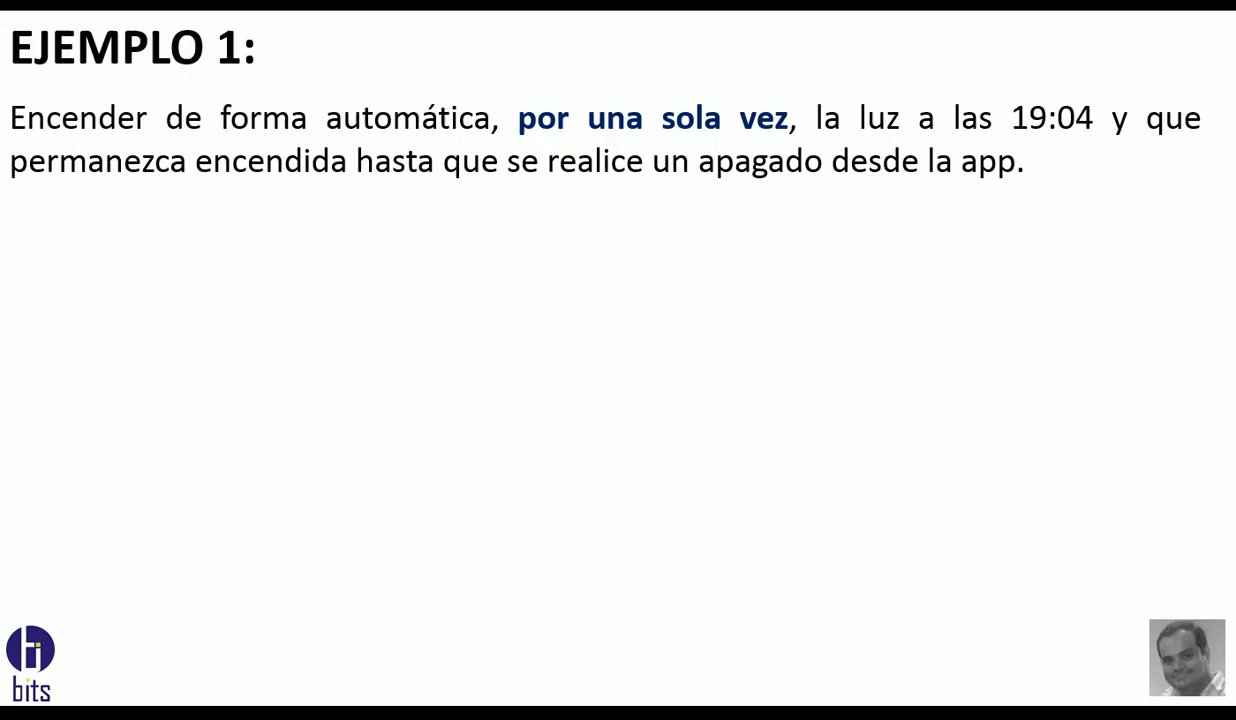 EJEMPLO 1:
Encender de forma automática, por una sola vez, la luz a las 19:04 y que
permanezca encendida hasta que se realice un apagado desde la app.
bits